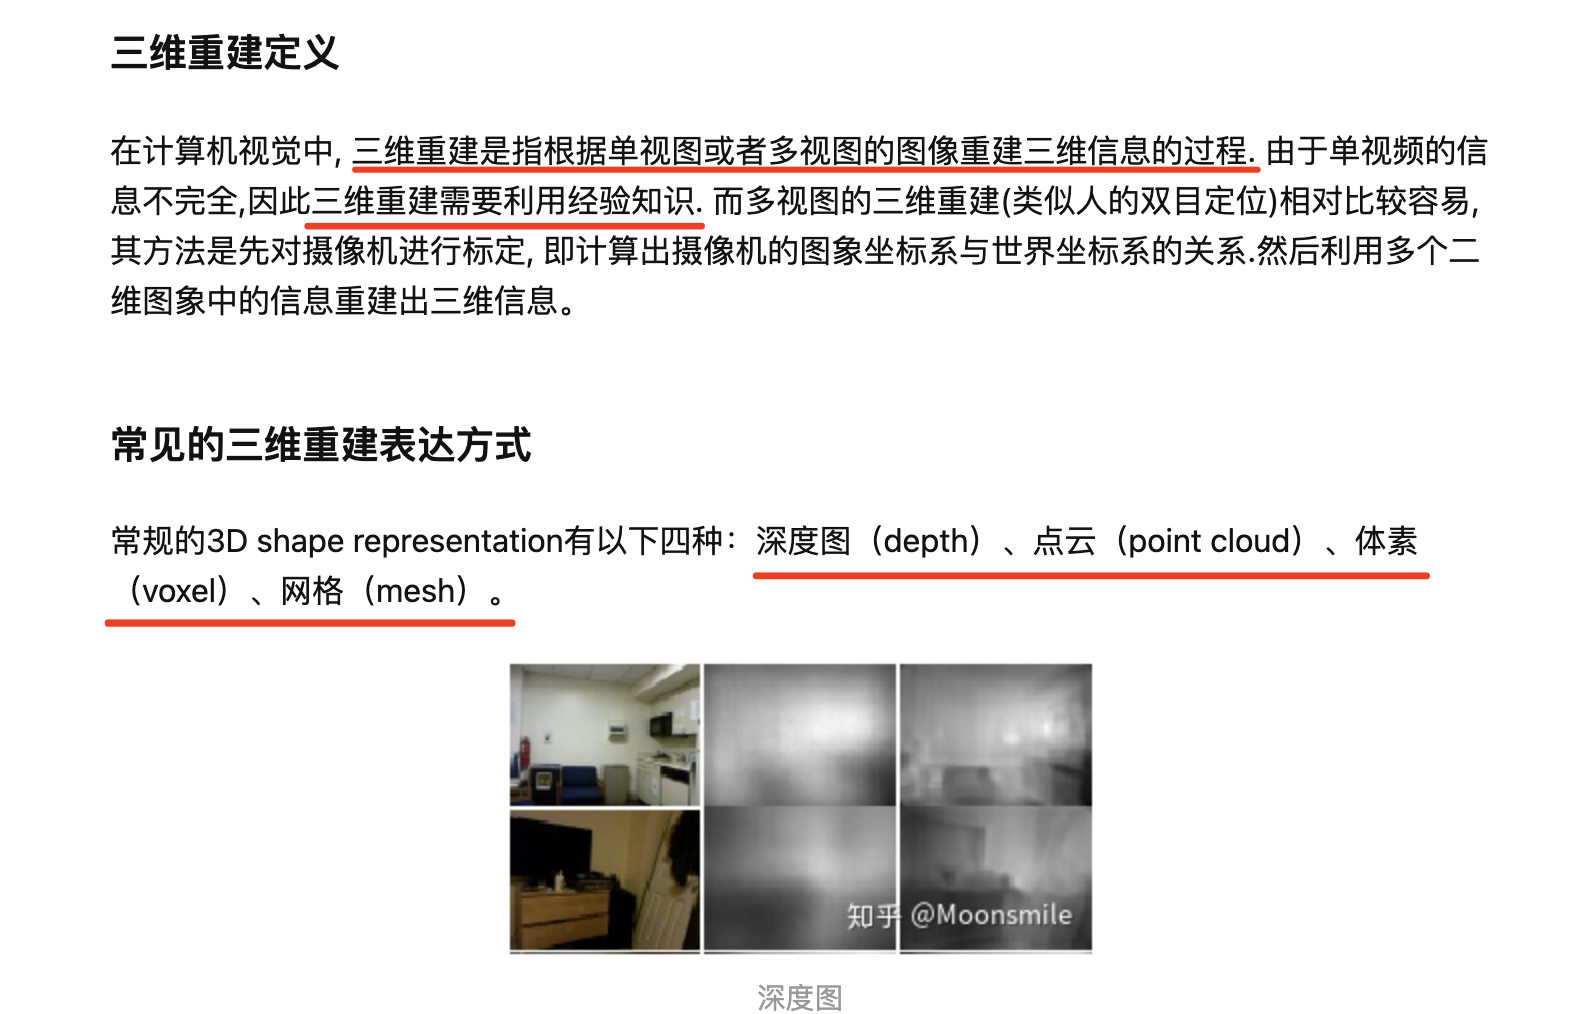 三维重建定义
在计算机视觉中, 三维重建是指根据单视图或者多视图的图像重建三维信息的过程. 由于单视频的信
息不完全,因此三维重建需要利用经验知识. 而多视图的三维重建(类似人的双目定位)相对比较容易,
其方法是先对摄像机进行标定, 即计算出摄像机的图象坐标系与世界坐标系的关系.然后利用多个二
维图象中的信息重建出三维信息。
常见的三维重建表达方式
常规的3D shape representation有以下四种：深度图（depth）、点云（point cloud）、体素
（voxel）、网格（mesh）。
知乎 @Moonsmile
深度图